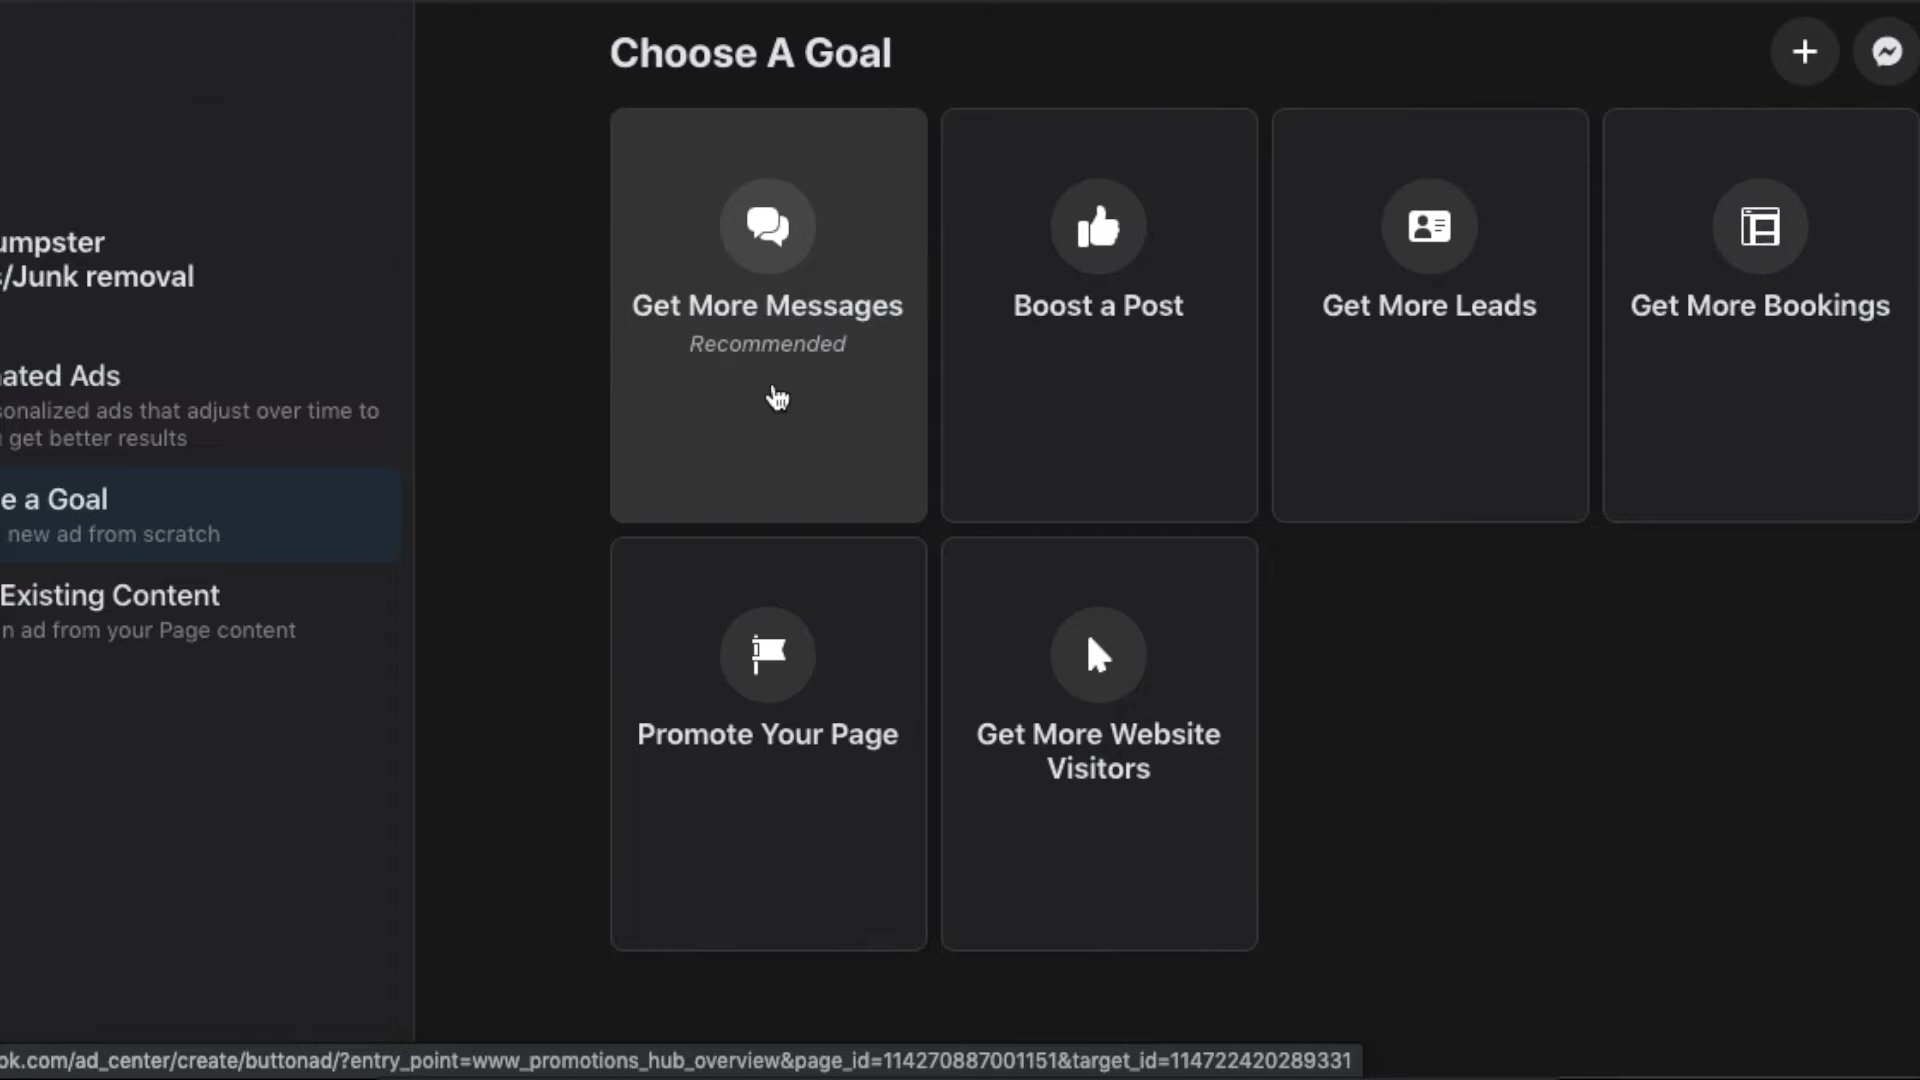 Choose A Goal
umpster
s/Junk removal
ated Ads
sonalized ads that adjust over time to
get better results
e a Goal
new ad from scratch
Existing Content
n ad from your Page content
Get More Messages
Recommended
Boost a Post
Get More Leads
Get More Bookings
Promote Your Page
Get More Website
Visitors
ok.com/ad_center/create/buttonad/?entry_point=www_promotions_hub_overview&page_id=114270887001151&target_id=114722420289331